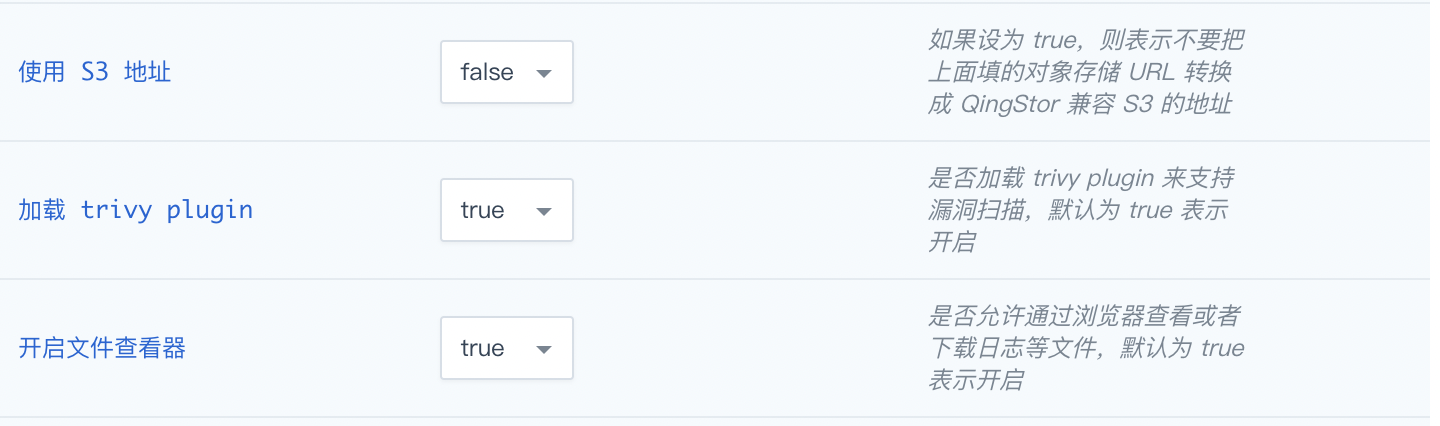 使用 S3 地址
false
如果设为 true，则表示不要把
上面填的对象存储 URL 转换
成 QingStor 兼容 S3 的地址
加载 trivy plugin
true
是否加载 trivy plugin 来支持
漏洞扫描，默认为 true 表示
开启
开启文件查看器
true
是否允许通过浏览器查看或者
下载日志等文件，默认为 true
表示开启